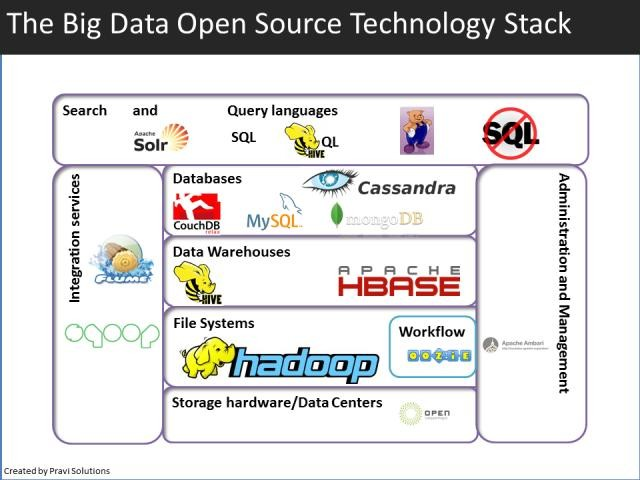 The Big Data Open Source Technology Stack
Search and Query languages
Apache
Solr
SQL
HIVE
QL
SQL
Integration services
FLUME
sqoop
Databases
CouchDB
relax
MySQL
Cassandra
mongoDB
Data Warehouses
HIVE
APACHE
HBASE
File Systems
hadoop
Workflow
OOZIE
Storage hardware/Data Centers
OPEN
Administration and Management
Apache Ambari
Created by Pravi Solutions